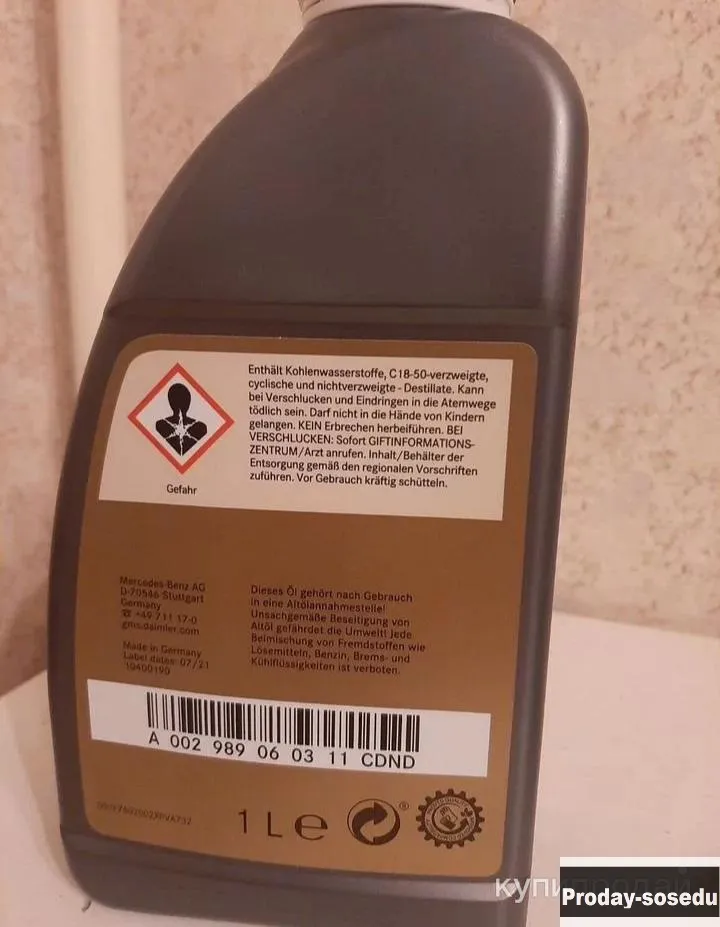 Enthält Kohlenwasserstoffe, C18-50-verzweigte,
cyclische und nichtverzweigte - Destillate. Kann
bei Verschlucken und Eindringen in die Atemwege
tödlich sein. Darf nicht in die Hände von Kindern
gelangen. KEIN Erbrechen herbeiführen. BEI
VERSCHLUCKEN: Sofort GIFTINFORMATIONS-
ZENTRUM/Arzt anrufen. Inhalt/Behälter der
Entsorgung gemäß den regionalen Vorschriften
zuführen. Vor Gebrauch kräftig schütteln.
Gefahr
Mercedes-Benz AG
D-70546 Stuttgart
Germany
☎ +49 711 17-0
gms.daimler.com
Made in Germany
Label dates: 07/21
10400190
Dieses Öl gehört nach Gebrauch
in eine Altölannahmestelle!
Unsachgemäße Beseitigung von
Altöl gefährdet die Umwelt! Jede
Beimischung von Fremdstoffen wie
Lösemitteln, Benzin, Brems- und
Kühlflüssigkeiten ist verboten.
A 002 989 06 03 11 CDND
1 L e
®
Proday-sosedu